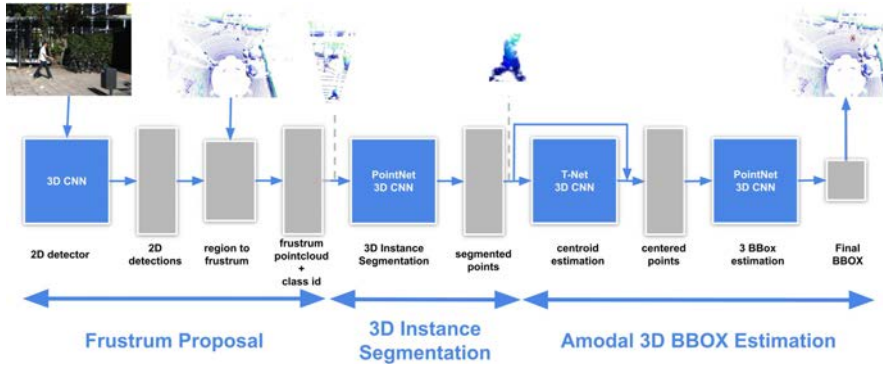 3D CNN
PointNet
3D CNN
T-Net
3D CNN
PointNet
3D CNN
2D detector
2D
detections
region to
frustrum
frustrum
pointcloud
+
class id
3D Instance
Segmentation
segmented
points
centroid
estimation
centered
points
3 BBox
estimation
Final
BBOX
Frustrum Proposal
3D Instance
Segmentation
Amodal 3D BBOX Estimation